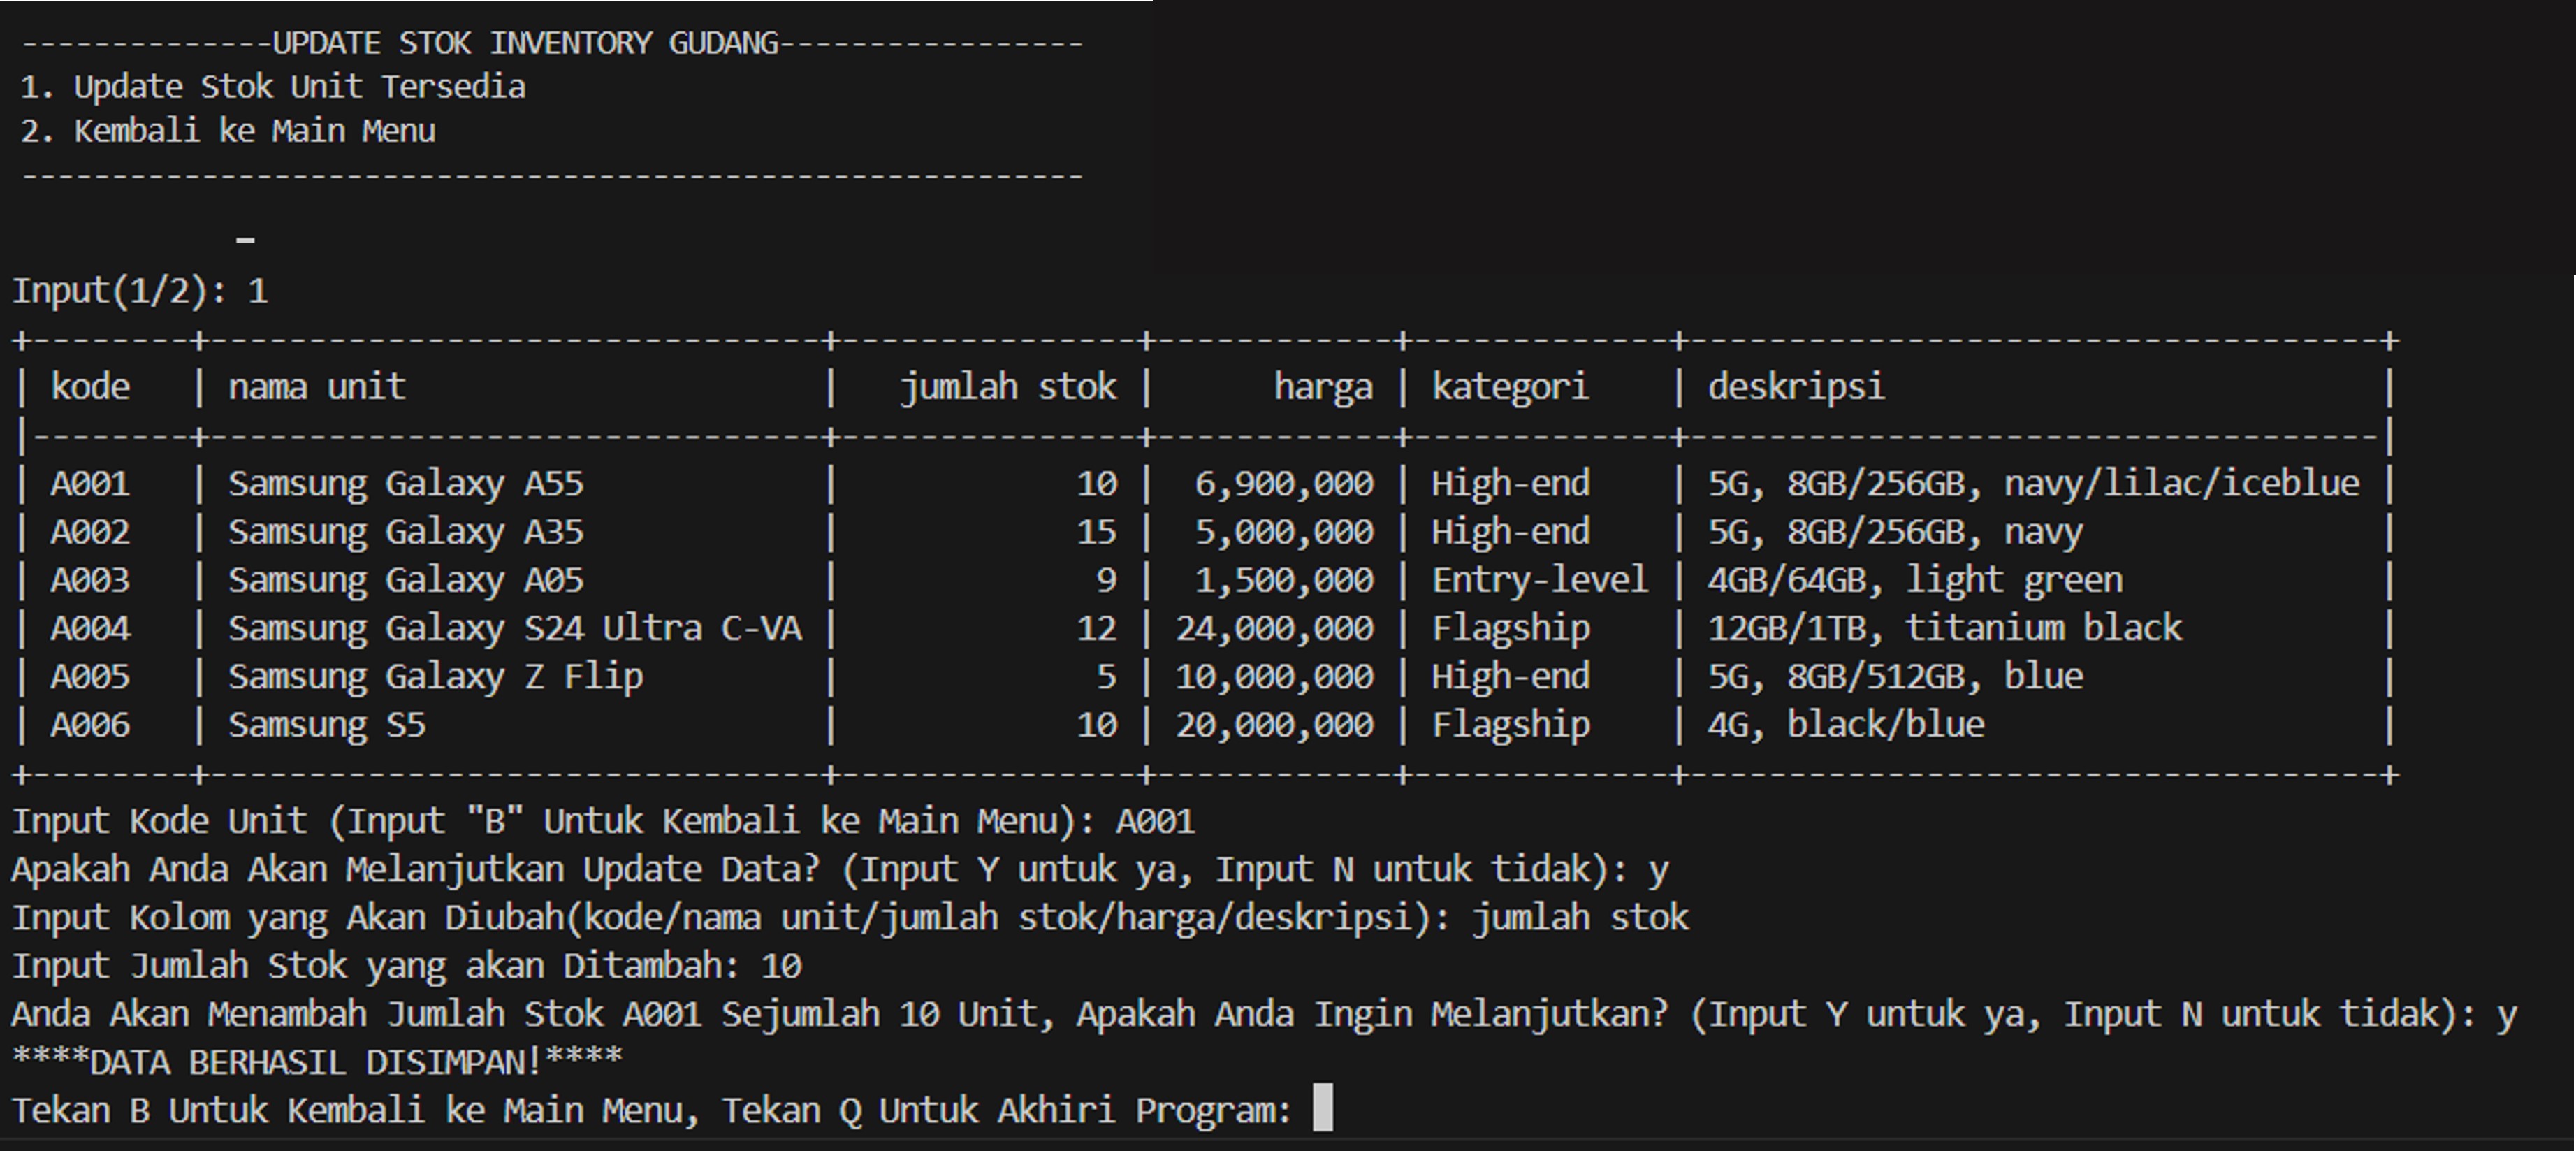 --------------UPDATE STOK INVENTORY GUDANG-----------------
1. Update Stok Unit Tersedia
2. Kembali ke Main Menu
-----------------------------------------------------------
Input(1/2): 1
+--------+-------------------------------+---------------+------------+-------------+-----------------------------------+
| kode   | nama unit                     |   jumlah stok |      harga | kategori    | deskripsi                         |
|--------+-------------------------------+---------------+------------+-------------+-----------------------------------|
| A001   | Samsung Galaxy A55            |            10 |  6,900,000 | High-end    | 5G, 8GB/256GB, navy/lilac/iceblue |
| A002   | Samsung Galaxy A35            |            15 |  5,000,000 | High-end    | 5G, 8GB/256GB, navy               |
| A003   | Samsung Galaxy A05            |             9 |  1,500,000 | Entry-level | 4GB/64GB, light green             |
| A004   | Samsung Galaxy S24 Ultra C-VA |            12 | 24,000,000 | Flagship    | 12GB/1TB, titanium black          |
| A005   | Samsung Galaxy Z Flip         |             5 | 10,000,000 | High-end    | 5G, 8GB/512GB, blue               |
| A006   | Samsung S5                    |            10 | 20,000,000 | Flagship    | 4G, black/blue                    |
+--------+-------------------------------+---------------+------------+-------------+-----------------------------------+
Input Kode Unit (Input "B" Untuk Kembali ke Main Menu): A001
Apakah Anda Akan Melanjutkan Update Data? (Input Y untuk ya, Input N untuk tidak): y
Input Kolom yang Akan Diubah(kode/nama unit/jumlah stok/harga/deskripsi): jumlah stok
Input Jumlah Stok yang akan Ditambah: 10
Anda Akan Menambah Jumlah Stok A001 Sejumlah 10 Unit, Apakah Anda Ingin Melanjutkan? (Input Y untuk ya, Input N untuk tidak): y
****DATA BERHASIL DISIMPAN!****
Tekan B Untuk Kembali ke Main Menu, Tekan Q Untuk Akhiri Program: